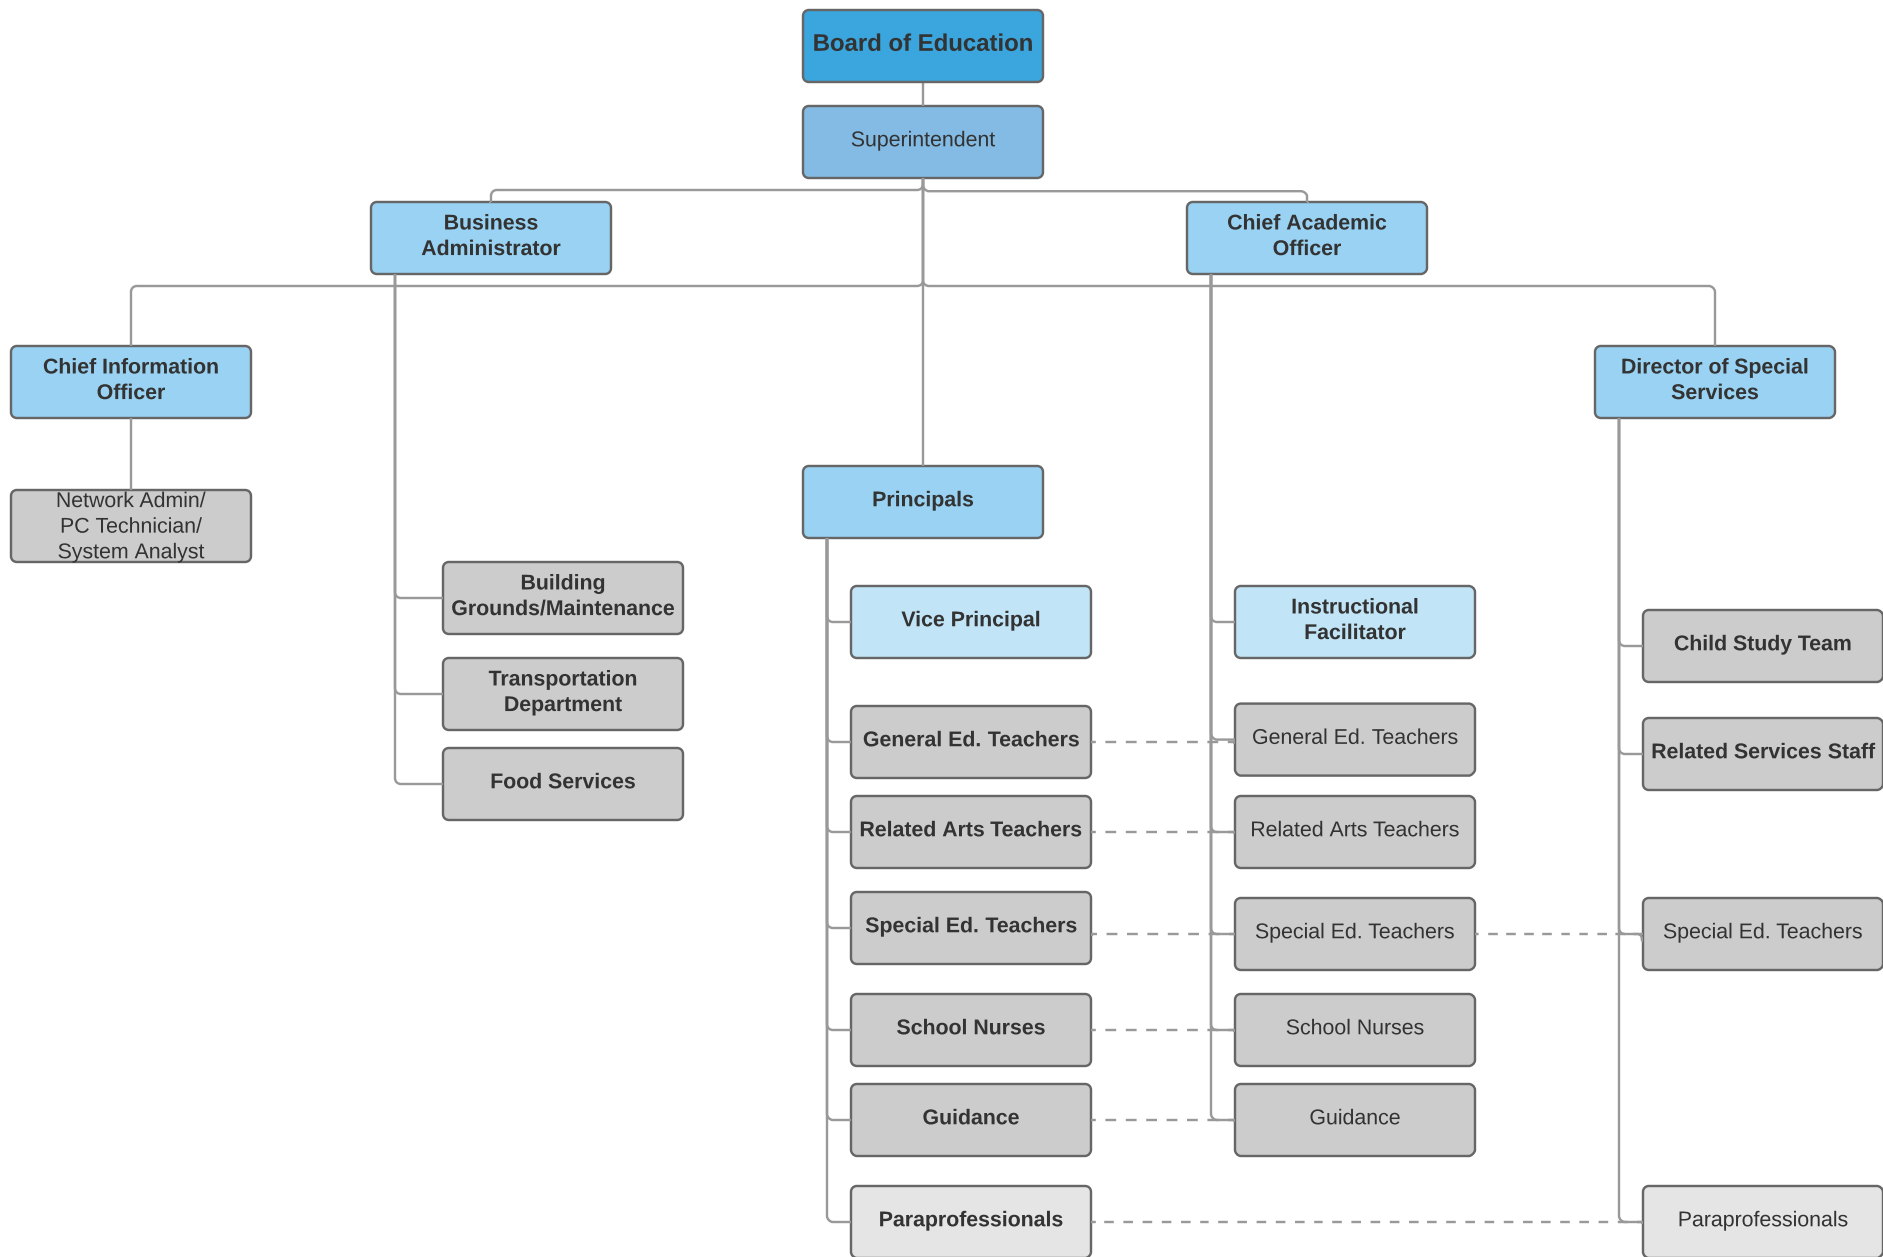 Board of Education
Superintendent
Business
Administrator
Chief Academic
Officer
Chief Information
Officer
Director of Special
Services
Network Admin/
PC Technician/
System Analyst
Principals
Building
Grounds/Maintenance
Transportation
Department
Food Services
Vice Principal
General Ed. Teachers
Related Arts Teachers
Special Ed. Teachers
School Nurses
Guidance
Paraprofessionals
Instructional
Facilitator
General Ed. Teachers
Related Arts Teachers
Special Ed. Teachers
School Nurses
Guidance
Child Study Team
Related Services Staff
Special Ed. Teachers
Paraprofessionals